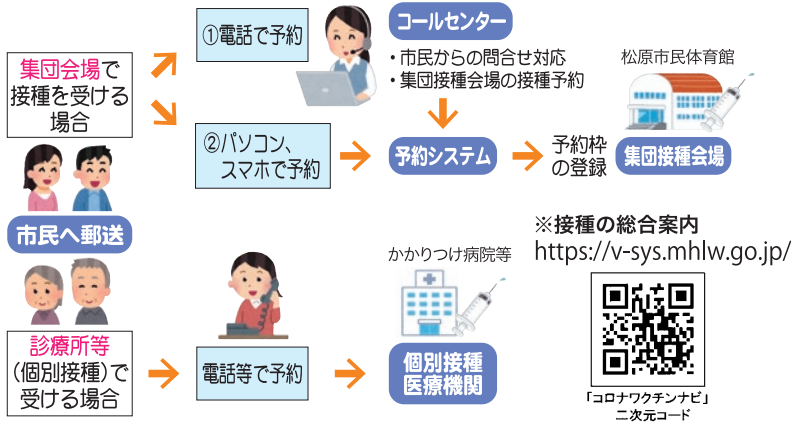 集団会場で
接種を受ける
場合
①電話で予約
コールセンター
・市民からの問合せ対応
・集団接種会場の接種予約
②パソコン、
スマホで予約
予約システム
予約枠
の登録
松原市民体育館
集団接種会場
市民へ郵送
診療所等
(個別接種)で
受ける場合
電話等で予約
かかりつけ病院等
個別接種
医療機関
※接種の総合案内
https://v-sys.mhlw.go.jp/
「コロナワクチンナビ」
二次元コード